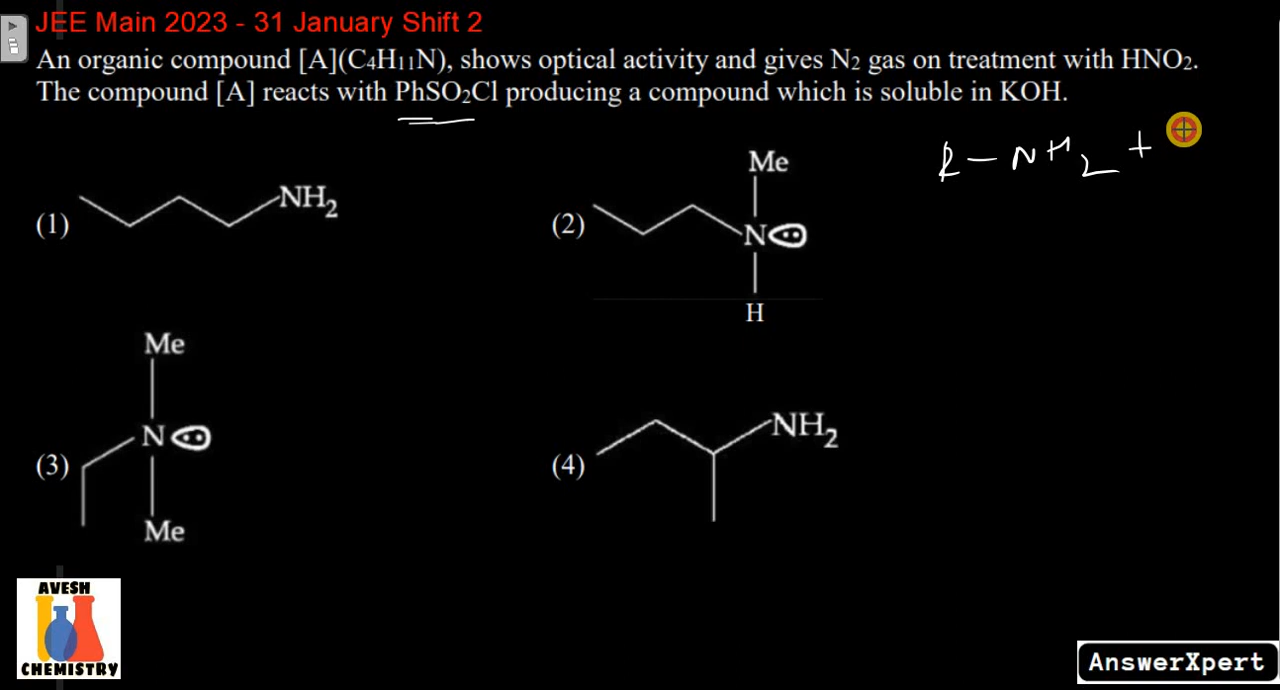 JEE Main 2023 - 31 January Shift 2
An organic compound [A](C₄H₁₁N), shows optical activity and gives N₂ gas on treatment with HNO₂.
The compound [A] reacts with PhSO₂Cl producing a compound which is soluble in KOH.
R-NH₂ +
(1)
NH₂
(2)
Me
N
H
(3)
Me
N
Me
(4)
NH₂
AVESH
CHEMISTRY
AnswerXpert